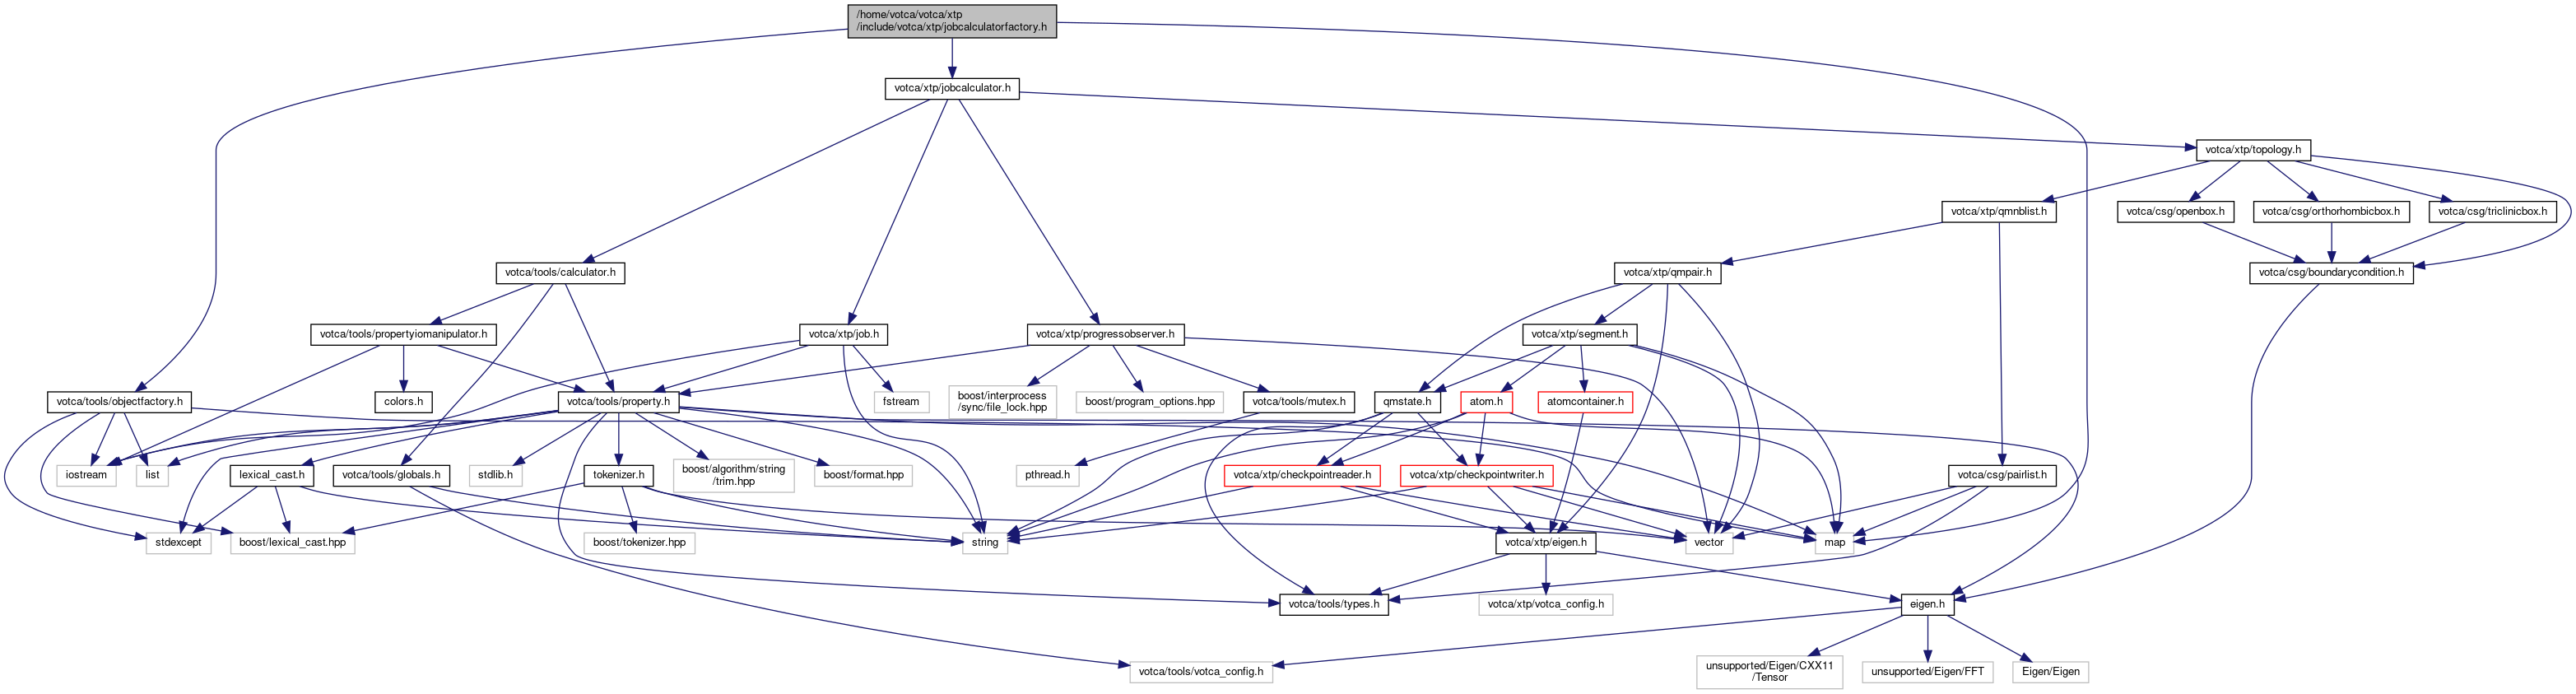 /home/votca/votca/xtp
/include/votca/xtp/jobcalculatorfactory.h
votca/xtp/jobcalculator.h
votca/xtp/topology.h
votca/xtp/qmnblist.h
votca/csg/openbox.h
votca/csg/orthorhombicbox.h
votca/csg/triclinicbox.h
votca/tools/calculator.h
votca/xtp/qmpair.h
votca/csg/boundarycondition.h
votca/tools/propertyiomanipulator.h
votca/xtp/job.h
votca/xtp/progressobserver.h
votca/xtp/segment.h
votca/tools/objectfactory.h
colors.h
votca/tools/property.h
fstream
boost/interprocess
/sync/file_lock.hpp
boost/program_options.hpp
votca/tools/mutex.h
qmstate.h
atom.h
atomcontainer.h
iostream
list
lexical_cast.h
votca/tools/globals.h
stdlib.h
tokenizer.h
boost/algorithm/string
/trim.hpp
boost/format.hpp
pthread.h
votca/xtp/checkpointreader.h
votca/xtp/checkpointwriter.h
votca/csg/pairlist.h
stdexcept
boost/lexical_cast.hpp
boost/tokenizer.hpp
string
votca/xtp/eigen.h
vector
map
votca/tools/types.h
votca/xtp/votca_config.h
eigen.h
votca/tools/votca_config.h
unsupported/Eigen/CXX11
/Tensor
unsupported/Eigen/FFT
Eigen/Eigen